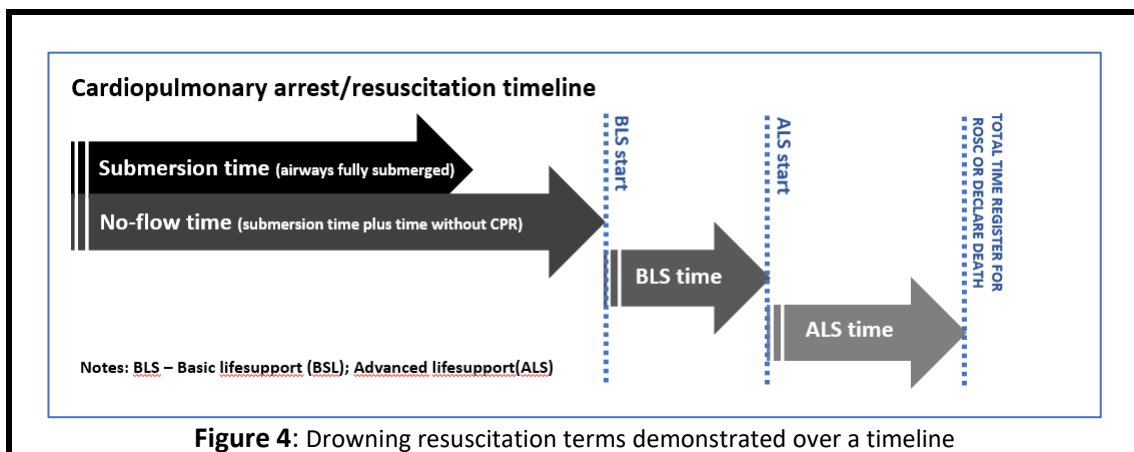 Cardiopulmonary arrest/resuscitation timeline
Submersion time (airways fully submerged)
No-flow time (submersion time plus time without CPR)
BLS start
BLS time
ALS start
ALS time
TOTAL TIME REGISTER FOR
ROSC OR DECLARE DEATH
Notes: BLS – Basic lifesupport (BSL); Advanced lifesupport(ALS)
Figure 4: Drowning resuscitation terms demonstrated over a timeline